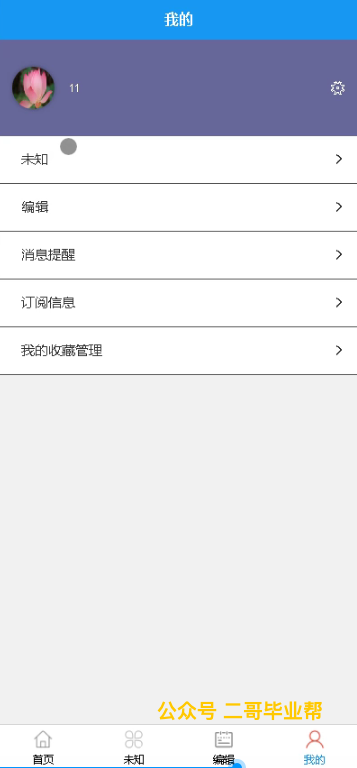 我的
11
未知
编辑
消息提醒
订阅信息
我的收藏管理
公众号 二哥毕业帮
首页
未知
编辑
我的